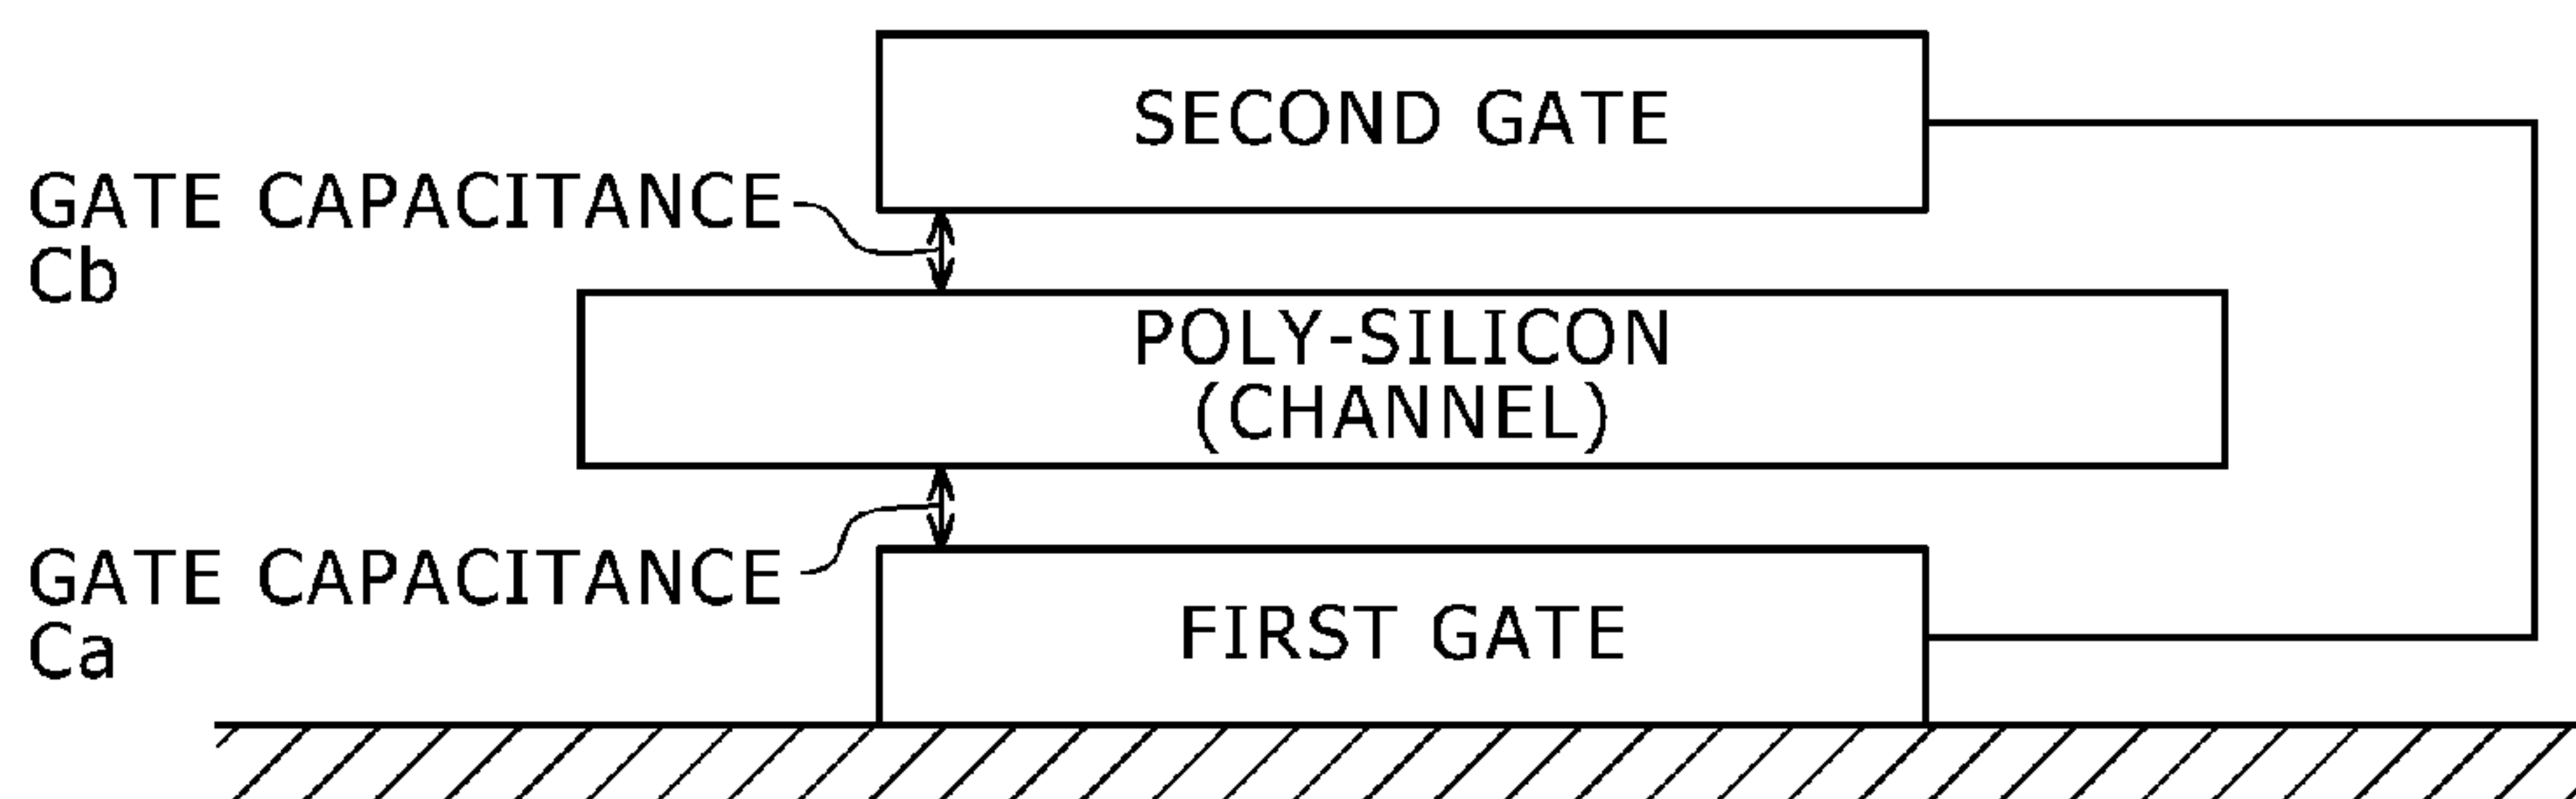 SECOND GATE
GATE CAPACITANCE
Cb
POLY-SILICON
(CHANNEL)
GATE CAPACITANCE
Ca
FIRST GATE